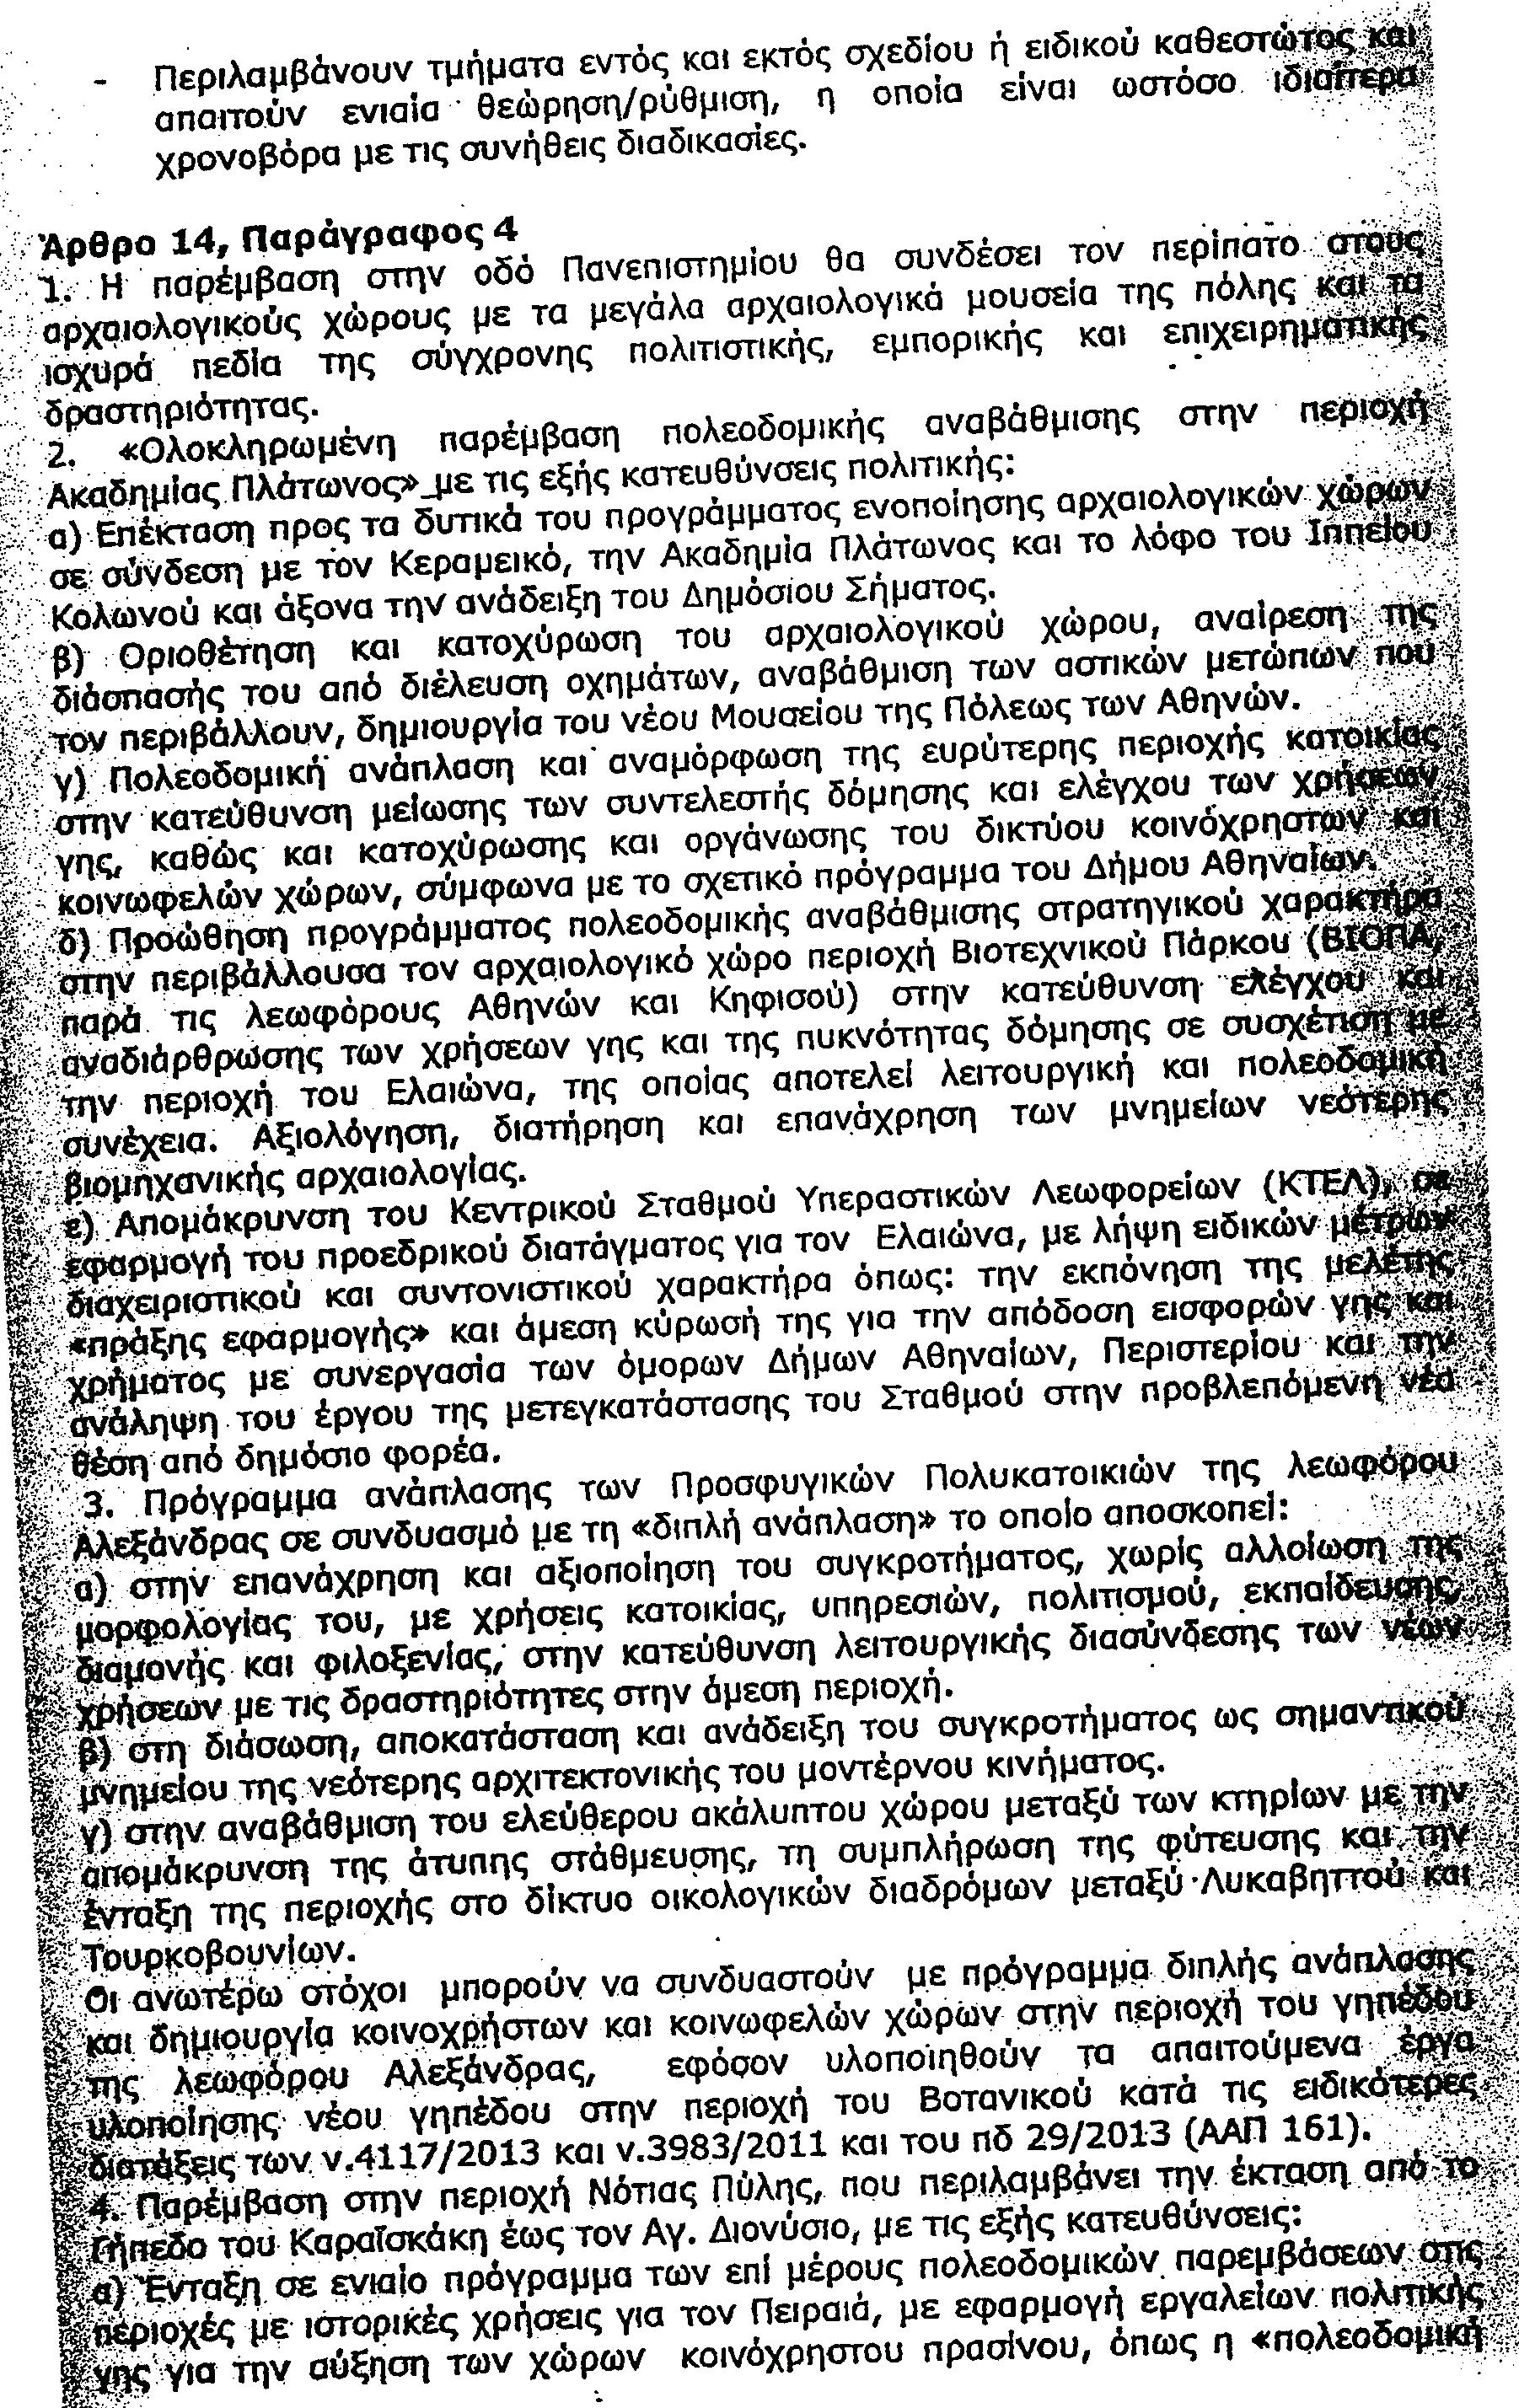 - Περιλαμβάνουν τμήματα εντός και εκτός σχεδίου ή ειδικού καθεστώτος και
απαιτούν ενιαία θεώρηση/ρύθμιση, η οποία είναι ωστόσο ιδιαίτερα
χρονοβόρα με τις συνήθεις διαδικασίες.
Άρθρο 14, Παράγραφος 4
1. Η παρέμβαση στην οδό Πανεπιστημίου θα συνδέσει τον περίπατο στους
αρχαιολογικούς χώρους με τα μεγάλα αρχαιολογικά μουσεία της πόλης και τα
ισχυρά πεδία της σύγχρονης πολιτιστικής, εμπορικής και επιχειρηματικής
δραστηριότητας.
2. «Ολοκληρωμένη παρέμβαση πολεοδομικής αναβάθμισης στην περιοχή
Ακαδημίας Πλάτωνος» με τις εξής κατευθύνσεις πολιτικής:
α) Επέκταση προς τα δυτικά του προγράμματος ενοποίησης αρχαιολογικών χώρων
σε σύνδεση με τον Κεραμεικό, την Ακαδημία Πλάτωνος και το λόφο του Ιππείου
Κολωνού και άξονα την ανάδειξη του Δημόσιου Σήματος.
β) Οριοθέτηση και κατοχύρωση του αρχαιολογικού χώρου, αναίρεση της
διάσπασής του από διέλευση οχημάτων, αναβάθμιση των αστικών μετώπων που
τον περιβάλλουν, δημιουργία του νέου Μουσείου της Πόλεως των Αθηνών.
γ) Πολεοδομική ανάπλαση και αναμόρφωση της ευρύτερης περιοχής κατοικίας
στην κατεύθυνση μείωσης των συντελεστής δόμησης και ελέγχου των χρήσεων
γης, καθώς και κατοχύρωσης και οργάνωσης του δικτύου κοινόχρηστων και
κοινωφελών χώρων, σύμφωνα με το σχετικό πρόγραμμα του Δήμου Αθηναίων.
δ) Προώθηση προγράμματος πολεοδομικής αναβάθμισης στρατηγικού χαρακτήρα
στην περιβάλλουσα τον αρχαιολογικό χώρο περιοχή Βιοτεχνικού Πάρκου (ΒΙΟΠΑ,
παρά τις λεωφόρους Αθηνών και Κηφισού) στην κατεύθυνση ελέγχου και
αναδιάρθρωσης των χρήσεων γης και της πυκνότητας δόμησης σε συσχέτιση με
την περιοχή του Ελαιώνα, της οποίας αποτελεί λειτουργική και πολεοδομική
συνέχεια. Αξιολόγηση, διατήρηση και επανάχρηση των μνημείων νεότερης
βιομηχανικής αρχαιολογίας.
ε) Απομάκρυνση του Κεντρικού Σταθμού Υπεραστικών Λεωφορείων (ΚΤΕΛ), σε
εφαρμογή του προεδρικού διατάγματος για τον Ελαιώνα, με λήψη ειδικών μέτρων
διαχειριστικού και συντονιστικού χαρακτήρα όπως: την εκπόνηση της μελέτης
«πράξης εφαρμογής» και άμεση κύρωσή της για την απόδοση εισφορών γης και
χρήματος με συνεργασία των όμορων Δήμων Αθηναίων, Περιστερίου και την
ανάληψη του έργου της μετεγκατάστασης του Σταθμού στην προβλεπόμενη νέα
θέση από δημόσιο φορέα.
3. Πρόγραμμα ανάπλασης των Προσφυγικών Πολυκατοικιών της λεωφόρου
Αλεξάνδρας σε συνδυασμό με τη «διπλή ανάπλαση» το οποίο αποσκοπεί:
α) στην επανάχρηση και αξιοποίηση του συγκροτήματος, χωρίς αλλοίωση της
μορφολογίας του, με χρήσεις κατοικίας, υπηρεσιών, πολιτισμού, εκπαίδευσης,
διαμονής και φιλοξενίας, στην κατεύθυνση λειτουργικής διασύνδεσης των νέων
χρήσεων με τις δραστηριότητες στην άμεση περιοχή.
β) στη διάσωση, αποκατάσταση και ανάδειξη του συγκροτήματος ως σημαντικού
μνημείου της νεότερης αρχιτεκτονικής του μοντέρνου κινήματος.
γ) στην αναβάθμιση του ελεύθερου ακάλυπτου χώρου μεταξύ των κτηρίων με την
απομάκρυνση της άτυπης στάθμευσης, τη συμπλήρωση της φύτευσης και την
ένταξη της περιοχής στο δίκτυο οικολογικών διαδρόμων μεταξύ Λυκαβηττού και
Τουρκοβουνίων.
Οι ανωτέρω στόχοι μπορούν να συνδυαστούν με πρόγραμμα διπλής ανάπλασης
και δημιουργία κοινοχρήστων και κοινωφελών χώρων στην περιοχή του γηπέδου
της λεωφόρου Αλεξάνδρας, εφόσον υλοποιηθούν τα απαιτούμενα έργα
υλοποίησης νέου γηπέδου στην περιοχή του Βοτανικού κατά τις ειδικότερες
διατάξεις των ν.4117/2013 και ν.3983/2011 και του πδ 29/2013 (ΑΑΠ 161).
4. Παρέμβαση στην περιοχή Νότιας Πύλης, που περιλαμβάνει την έκταση από το
Γήπεδο του Καραϊσκάκη έως τον Αγ. Διονύσιο, με τις εξής κατευθύνσεις:
α) Ένταξη σε ενιαίο πρόγραμμα των επί μέρους πολεοδομικών παρεμβάσεων στις
περιοχές με ιστορικές χρήσεις για τον Πειραιά, με εφαρμογή εργαλείων πολιτικής
γης για την αύξηση των χώρων κοινόχρηστου πρασίνου, όπως η «πολεοδομική